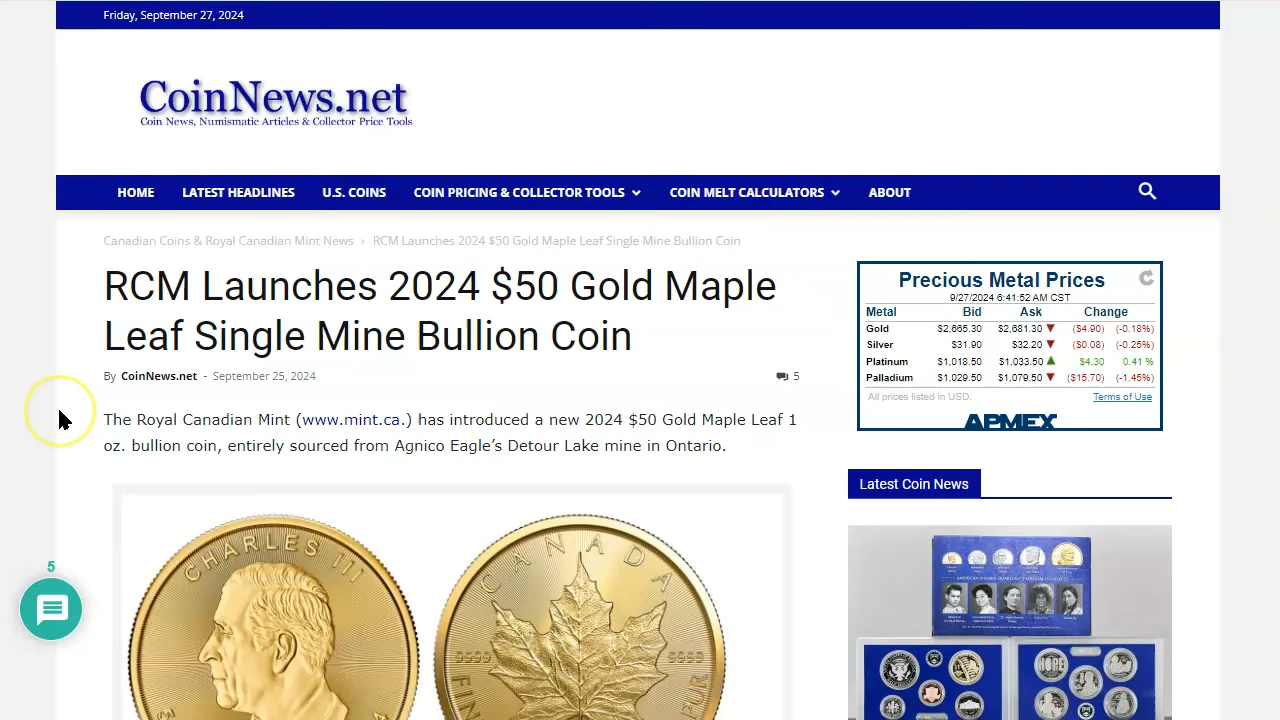 Friday, September 27, 2024
CoinNews.net
Coin News, Numismatic Articles & Collector Price Tools
HOME LATEST HEADLINES U.S. COINS COIN PRICING & COLLECTOR TOOLS COIN MELT CALCULATORS ABOUT
Canadian Coins & Royal Canadian Mint News › RCM Launches 2024 $50 Gold Maple Leaf Single Mine Bullion Coin
RCM Launches 2024 $50 Gold Maple
Leaf Single Mine Bullion Coin
By CoinNews.net - September 25, 2024 5
The Royal Canadian Mint (www.mint.ca.) has introduced a new 2024 $50 Gold Maple Leaf 1
oz. bullion coin, entirely sourced from Agnico Eagle's Detour Lake mine in Ontario.
CHARLES III
CANADA
9999 9999
FIN
PUR
5
Precious Metal Prices
9/27/2024 6:41:52 AM CST
Metal Bid Ask Change
Gold $2,665.30 $2,681.30 ($4.90) (-0.18%)
Silver $31.90 $32.20 ($0.08) (-0.25%)
Platinum $1,018.50 $1,033.50 $4.30 0.41 %
Palladium $1,029.50 $1,079.50 ($15.70) (-1.45%)
All prices listed in USD. Terms of Use
APMEX
Latest Coin News
HOPE